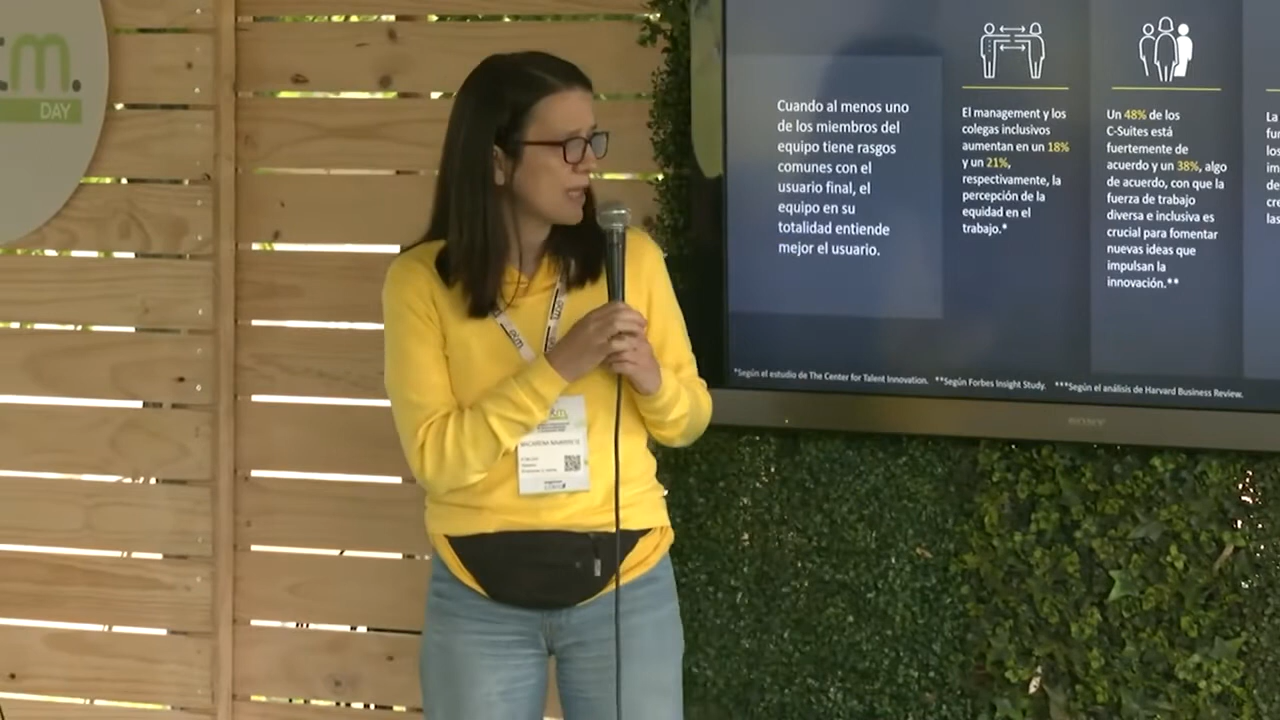 m.
DAY
Cuando al menos uno
de los miembros del
equipo tiene rasgos
comunes con el
usuario final, el
equipo en su
totalidad entiende
mejor el usuario.
El management y los
colegas inclusivos
aumentan en un 18%
y un 21%,
respectivamente, la
percepción de la
equidad en el
trabajo.*
Un 48% de los
C-Suites está
fuertemente de
acuerdo y un 38%, algo
de acuerdo, con que la
fuerza de trabajo
diversa e inclusiva es
crucial para fomentar
nuevas ideas que
impulsan la
innovación.**
La
*Según el estudio de The Center for Talent Innovation. **Según Forbes Insight Study. ***Según el análisis de Harvard Business Review.
SONY